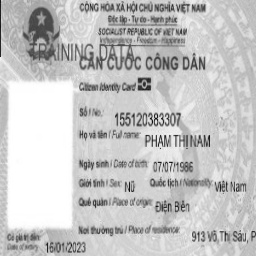 CỘNG HÒA XÃ HỘI CHỦ NGHĨA VIỆT NAM
Độc lập - Tự do - Hạnh phúc
SOCIALIST REPUBLIC OF VIET NAM
Independence - Freedom - Happiness
TRAINING DATA
CĂN CƯỚC CÔNG DÂN
Citizen Identity Card
Số / No.: 155120383307
Họ và tên / Full name: PHẠM THỊ NAM
Ngày sinh / Date of birth: 07/07/1986
Giới tính / Sex: Nữ Quốc tịch / Nationality: Việt Nam
Quê quán / Place of origin: Điện Biên
Nơi thường trú / Place of residence: 913 Võ Thị Sáu, P
Có giá trị đến: 16/01/2023
Date of expiry